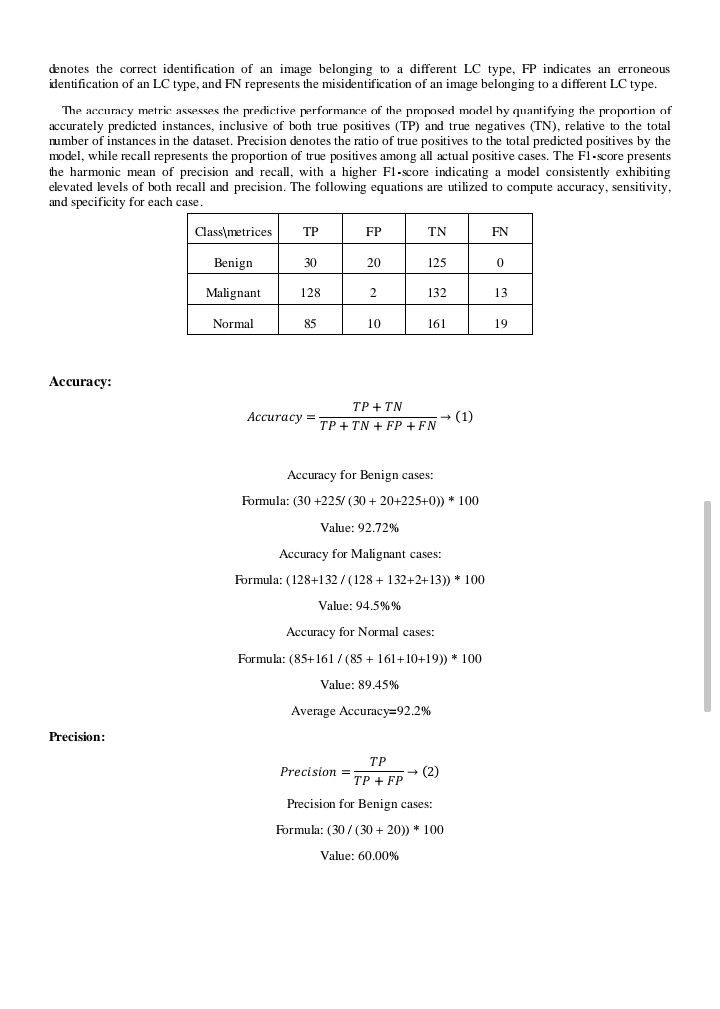 denotes the correct identification of an image belonging to a different LC type, FP indicates an erroneous
identification of an LC type, and FN represents the misidentification of an image belonging to a different LC type.
The accuracy metric assesses the predictive performance of the proposed model by quantifying the proportion of
accurately predicted instances, inclusive of both true positives (TP) and true negatives (TN), relative to the total
number of instances in the dataset. Precision denotes the ratio of true positives to the total predicted positives by the
model, while recall represents the proportion of true positives among all actual positive cases. The F1-score presents
the harmonic mean of precision and recall, with a higher F1-score indicating a model consistently exhibiting
elevated levels of both recall and precision. The following equations are utilized to compute accuracy, sensitivity,
and specificity for each case.
Class\metrices TP FP TN FN
Benign 30 20 125 0
Malignant 128 2 132 13
Normal 85 10 161 19
Accuracy:
TP + TN
Accuracy = → (1)
TP + TN + FP + FN
Accuracy for Benign cases:
Formula: (30 +225/ (30 + 20+225+0)) * 100
Value: 92.72%
Accuracy for Malignant cases:
Formula: (128+132 / (128 + 132+2+13)) * 100
Value: 94.5%%
Accuracy for Normal cases:
Formula: (85+161 / (85 + 161+10+19)) * 100
Value: 89.45%
Average Accuracy=92.2%
Precision:
TP
Precision = → (2)
TP + FP
Precision for Benign cases:
Formula: (30 / (30 + 20)) * 100
Value: 60.00%